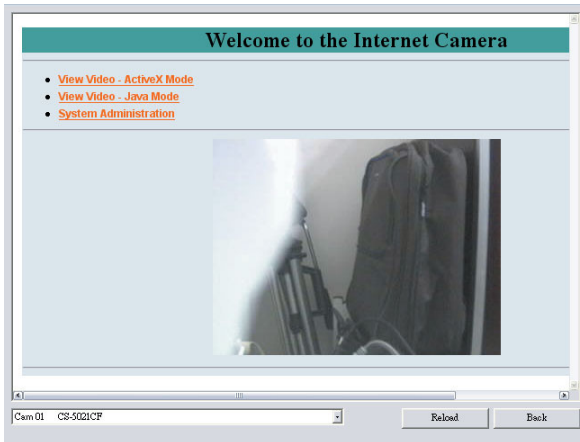 Welcome to the Internet Camera
View Video - ActiveX Mode
View Video - Java Mode
System Administration
Cam 01 CS-5021CF
Reload
Back